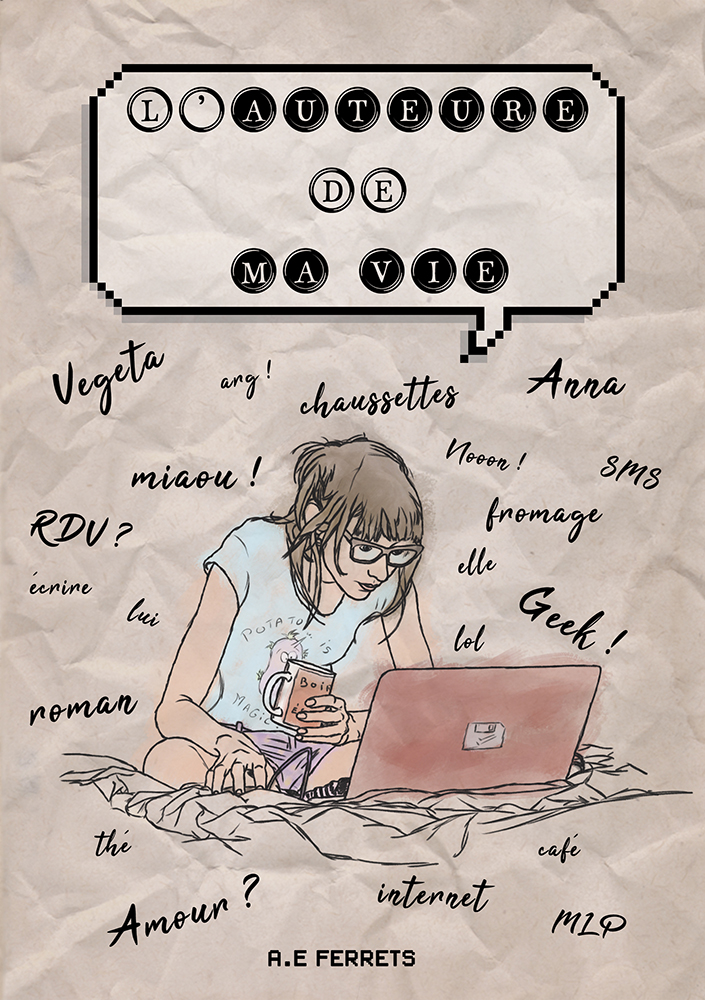 L'AUTEURE
DE
MA VIE
Vegeta
arg !
chaussettes
Anna
miaou !
Nooon !
SMS
RDV ?
fromage
écrire
elle
lui
Geek !
lol
POTATO is
MAGIC
Boir
roman
thé
café
Amour ?
internet
MLP
A.E FERRETS